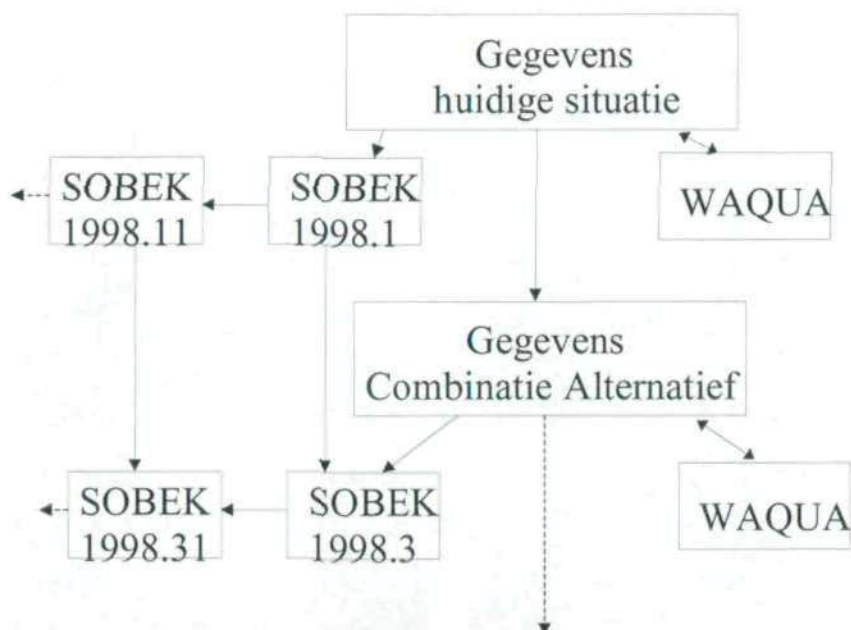 Gegevens
huidige situatie
SOBEK
1998.11
SOBEK
1998.1
WAQUA
Gegevens
Combinatie Alternatief
SOBEK
1998.31
SOBEK
1998.3
WAQUA